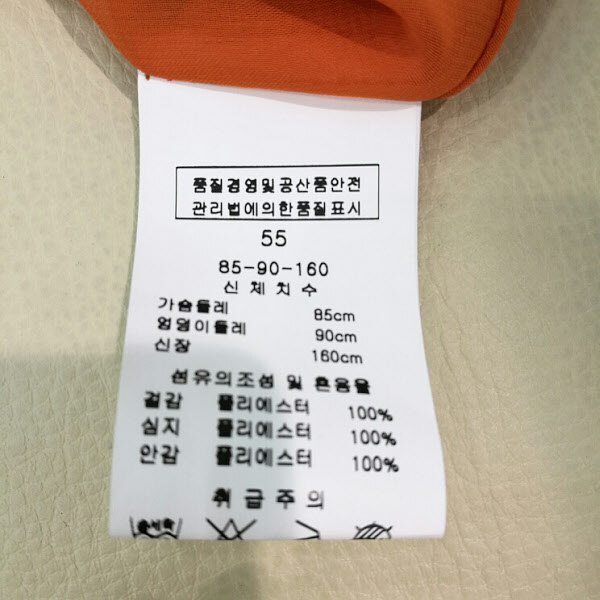 품질경영및공산품안전
관리법에의한품질표시
55
85-90-160
신체치수
가슴둘레 85cm
엉덩이둘레 90cm
신장 160cm
섬유의조성 및 혼용율
겉감 폴리에스터 100%
심지 폴리에스터 100%
안감 폴리에스터 100%
취급주의